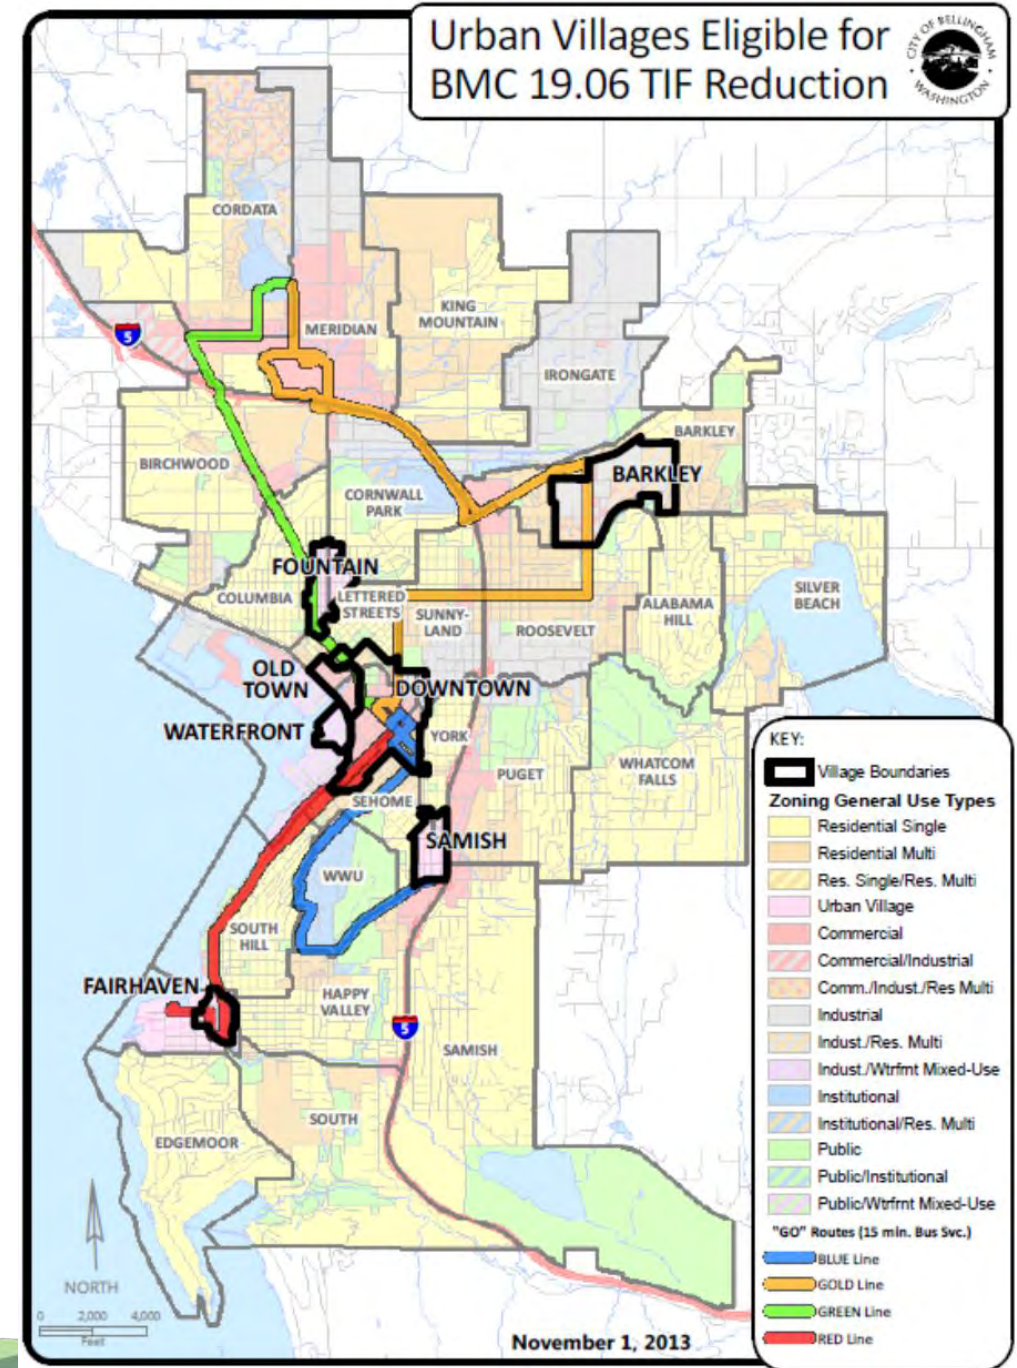 Urban Villages Eligible for
BMC 19.06 TIF Reduction
CITY OF BELLINGHAM
WASHINGTON
CORDATA
5
MERIDIAN
KING
MOUNTAIN
IRONGATE
BARKLEY
BARKLEY
BIRCHWOOD
CORNWALL
PARK
FOUNTAIN
COLUMBIA
LETTERED
STREETS
SUNNY-
LAND
ROOSEVELT
ALABAMA
HILL
SILVER
BEACH
OLD
TOWN
DOWNTOWN
WATERFRONT
YORK
PUGET
WHATCOM
FALLS
SEHOME
SAMISH
WWU
SOUTH
HILL
FAIRHAVEN
HAPPY
VALLEY
5
SAMISH
SOUTH
EDGEMOOR
NORTH
0 2,000 4,000
Feet
November 1, 2013
KEY:
Village Boundaries
Zoning General Use Types
Residential Single
Residential Multi
Res. Single/Res. Multi
Urban Village
Commercial
Commercial/Industrial
Comm./Indust./Res Multi
Industrial
Indust./Res. Multi
Indust./Wtrfrnt Mixed-Use
Institutional
Institutional/Res. Multi
Public
Public/Institutional
Public/Wtrfrnt Mixed-Use
"GO" Routes (15 min. Bus Svc.)
BLUE Line
GOLD Line
GREEN Line
RED Line